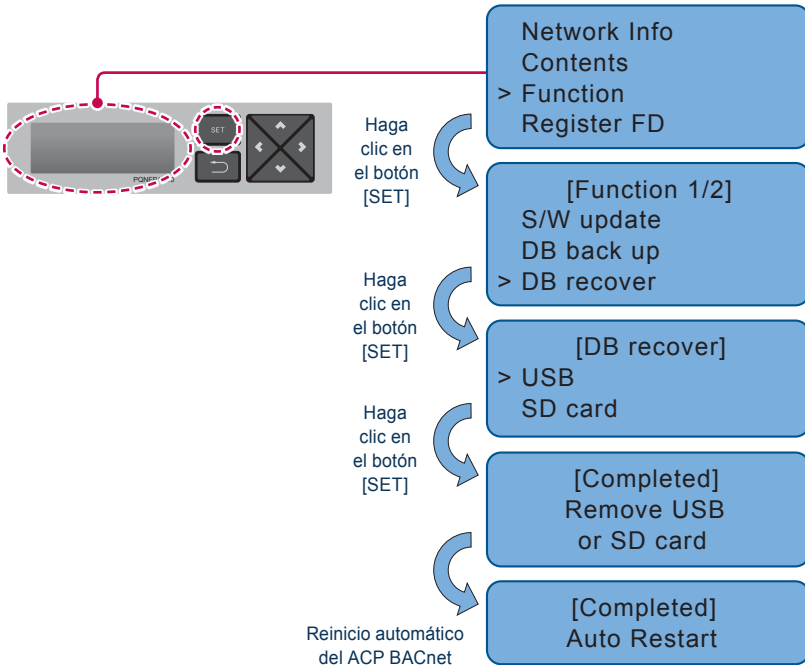 Network Info
Contents
> Function
Register FD
SET
Haga
clic en
el botón
[SET]
[Function 1/2]
S/W update
DB back up
> DB recover
Haga
clic en
el botón
[SET]
[DB recover]
> USB
SD card
Haga
clic en
el botón
[SET]
[Completed]
Remove USB
or SD card
Reinicio automático
del ACP BACnet
[Completed]
Auto Restart